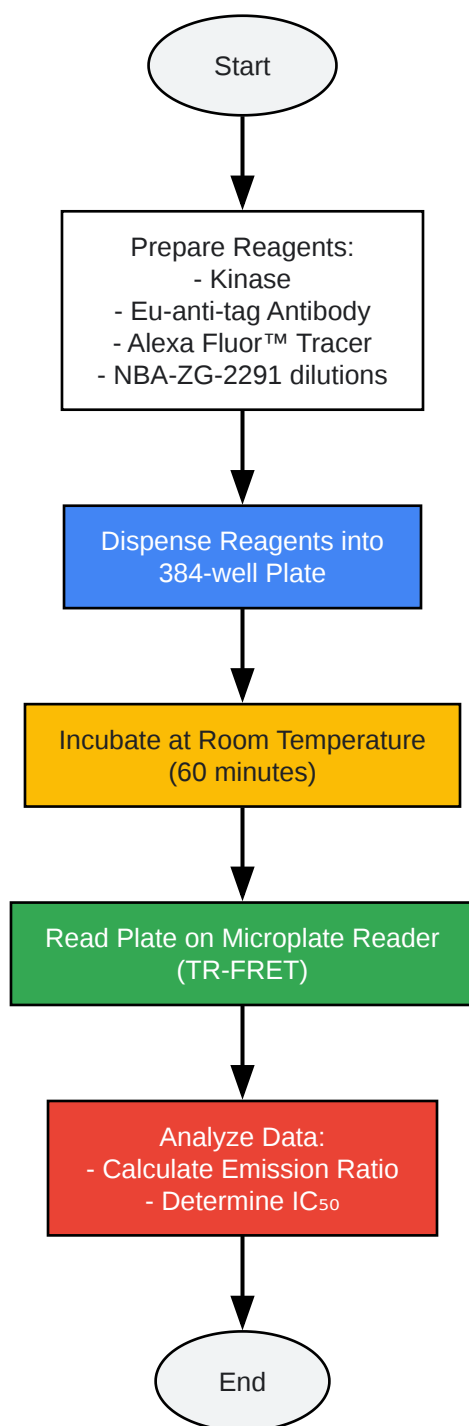 Start
Prepare Reagents:
- Kinase
- Eu-anti-tag Antibody
- Alexa Fluor™ Tracer
- NBA-ZG-2291 dilutions
Dispense Reagents into
384-well Plate
Incubate at Room Temperature
(60 minutes)
Read Plate on Microplate Reader
(TR-FRET)
Analyze Data:
- Calculate Emission Ratio
- Determine IC₅₀
End